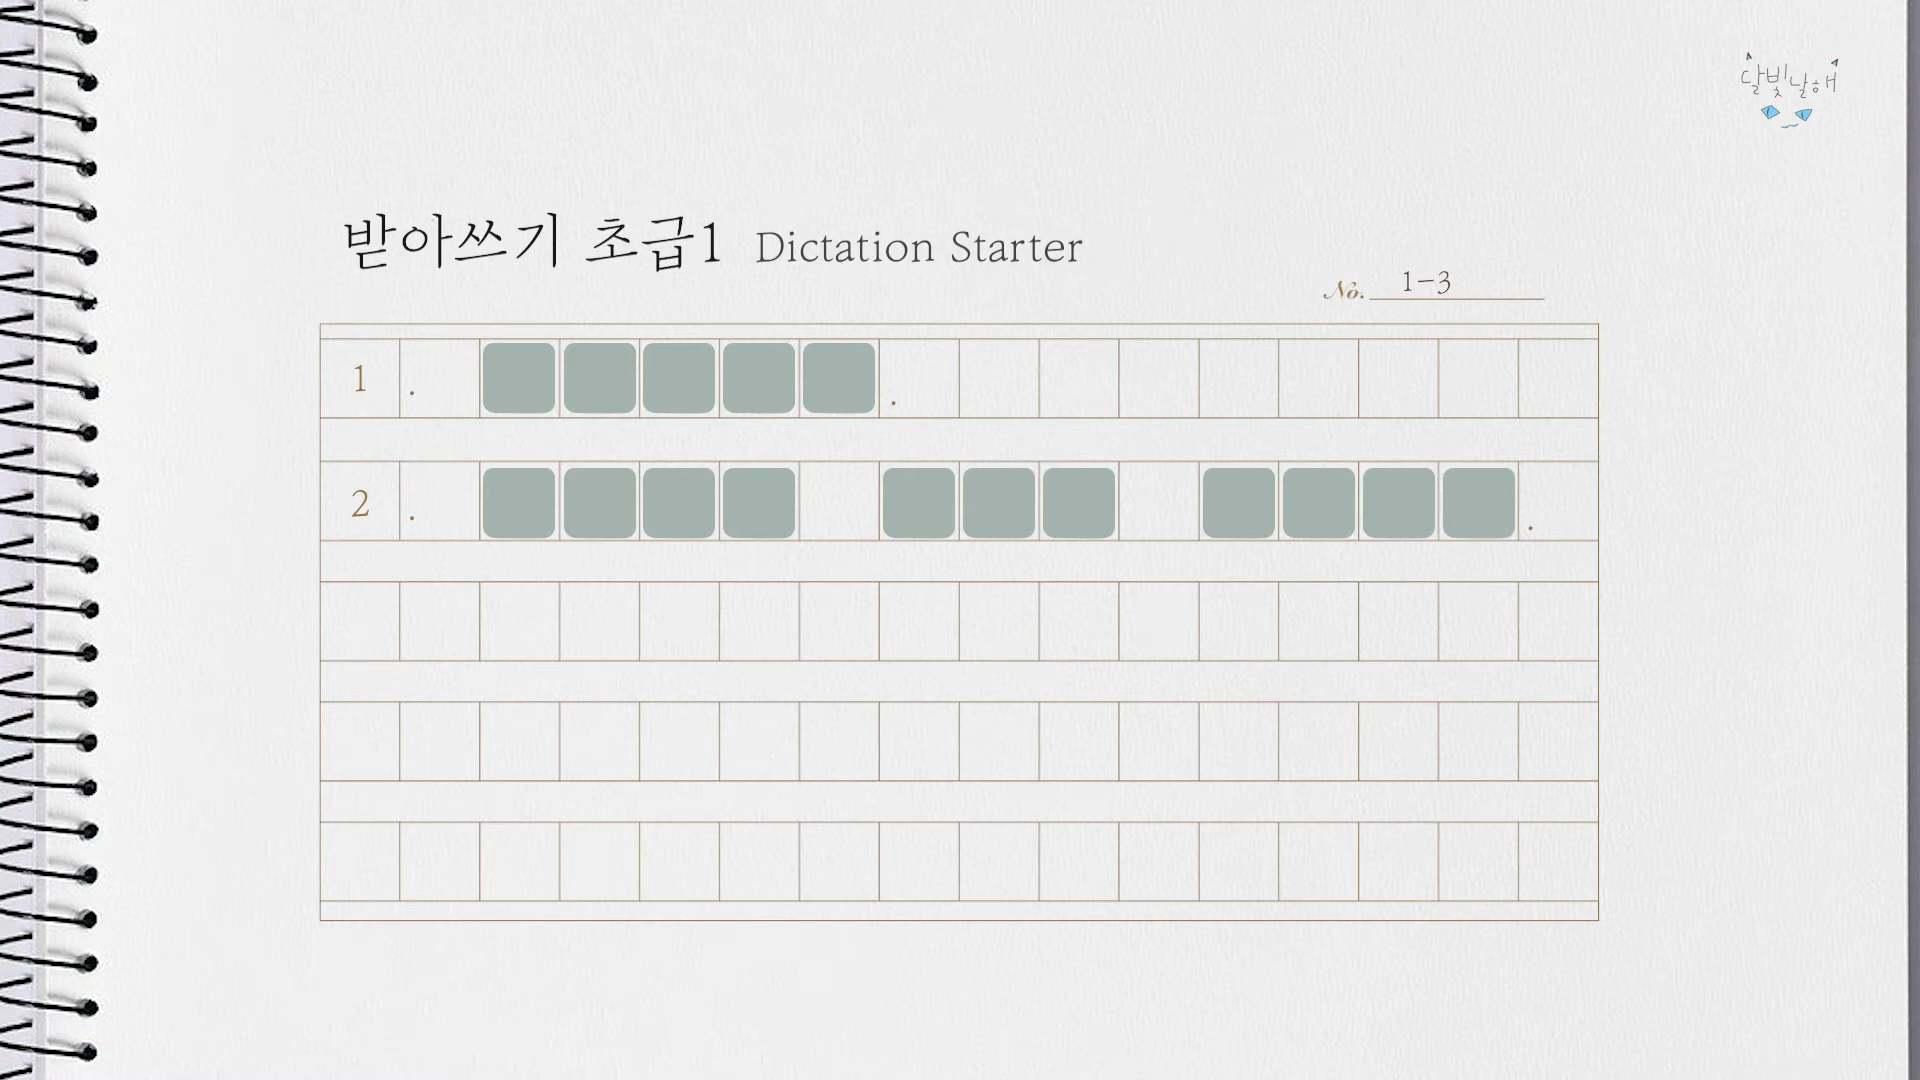 달빛날해
받아쓰기 초급1 Dictation Starter
No. 1-3
1. .
2. .